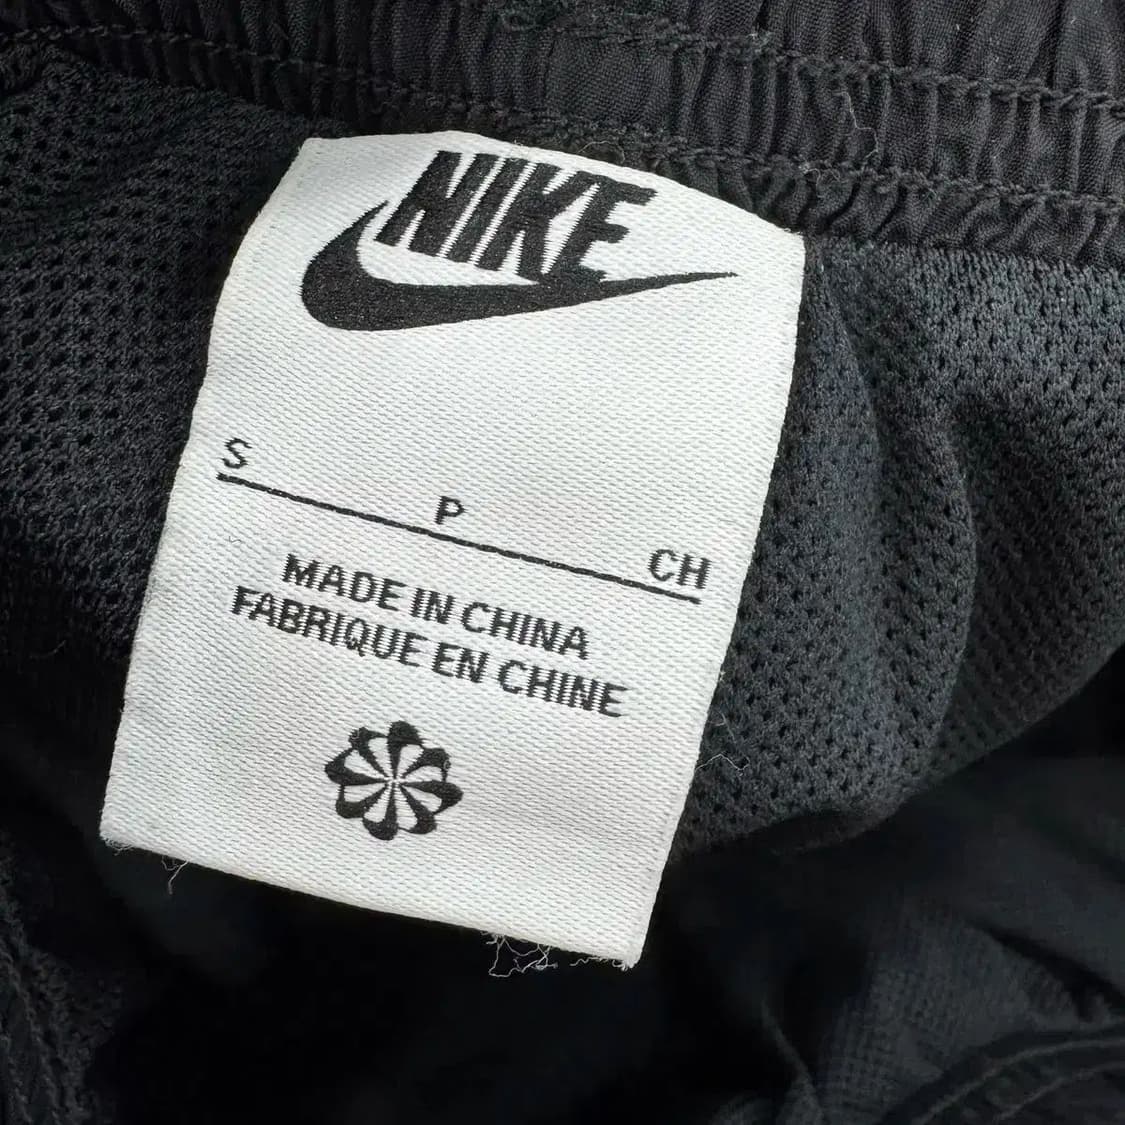 NIKE
S P CH
MADE IN CHINA
FABRIQUE EN CHINE